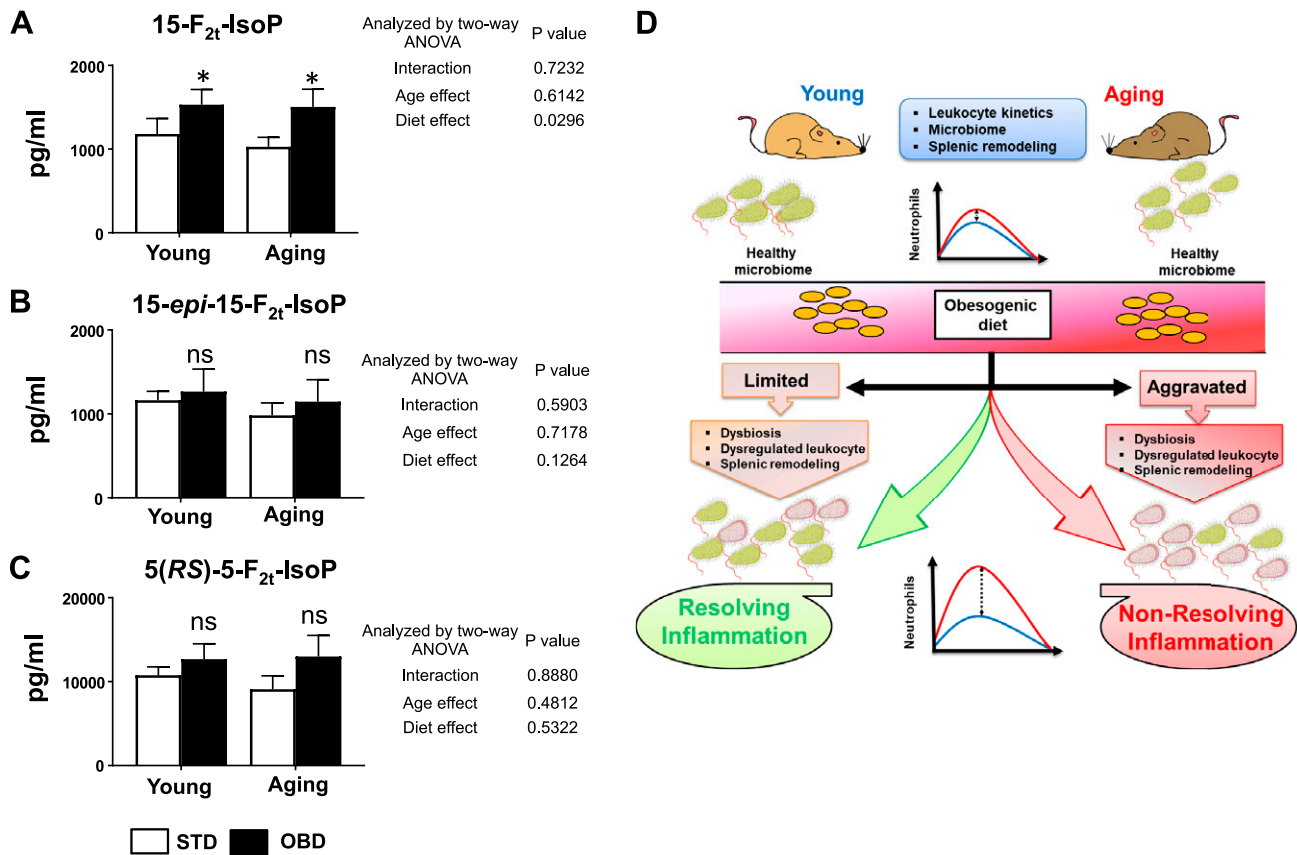 A
15-F2t-IsoP
pg/ml
2000
1000
0
*
*
Young
Aging
Analyzed by two-way
ANOVA
P value
Interaction 0.7232
Age effect 0.6142
Diet effect 0.0296
B
15-epi-15-F2t-IsoP
pg/ml
2000
1000
0
ns
ns
Young
Aging
Analyzed by two-way
ANOVA
P value
Interaction 0.5903
Age effect 0.7178
Diet effect 0.1264
C
5(RS)-5-F2t-IsoP
pg/ml
20000
10000
0
ns
ns
Young
Aging
Analyzed by two-way
ANOVA
P value
Interaction 0.8880
Age effect 0.4812
Diet effect 0.5322
STD
OBD
D
Young
▪ Leukocyte kinetics
▪ Microbiome
▪ Splenic remodeling
Aging
Neutrophils
Healthy
microbiome
Healthy
microbiome
Obesogenic
diet
Limited
Aggravated
▪ Dysbiosis
▪ Dysregulated leukocyte
▪ Splenic remodeling
▪ Dysbiosis
▪ Dysregulated leukocyte
▪ Splenic remodeling
Resolving
Inflammation
Neutrophils
Non-Resolving
Inflammation